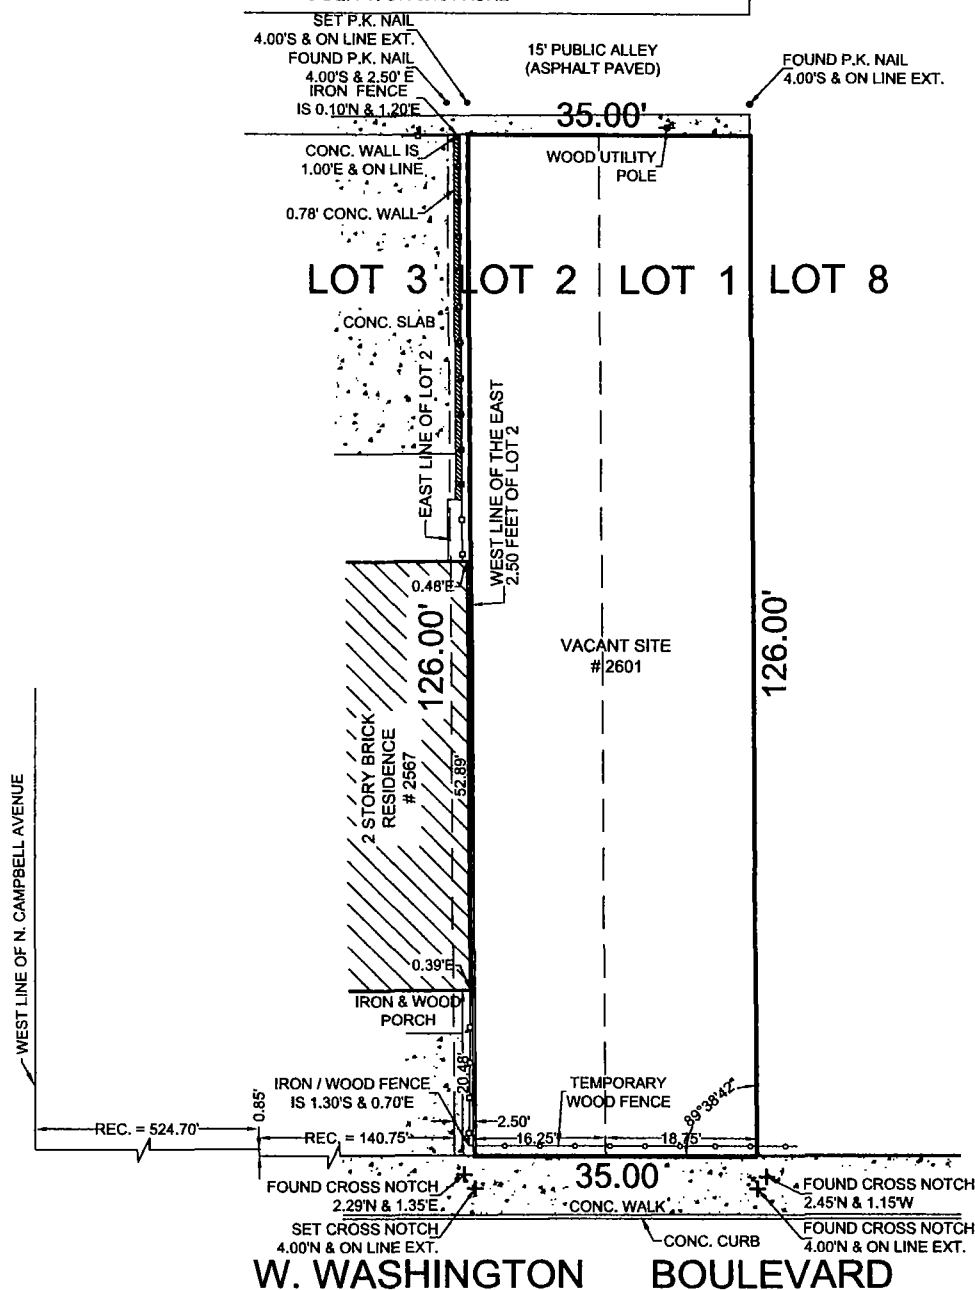 SET P.K. NAIL
4.00'S & ON LINE EXT.
FOUND P.K. NAIL
4.00'S & 2.50' E
IRON FENCE
IS 0.10'N & 1.20'E
15' PUBLIC ALLEY
(ASPHALT PAVED)
FOUND P.K. NAIL
4.00'S & ON LINE EXT.
35.00'
CONC. WALL IS
1.00'E & ON LINE
WOOD UTILITY
POLE
0.78' CONC. WALL
LOT 3 LOT 2 LOT 1 LOT 8
CONC. SLAB
EAST LINE OF LOT 2
WEST LINE OF THE EAST
2.50 FEET OF LOT 2
0.48'E
126.00'
VACANT SITE
# 2601
126.00'
2 STORY BRICK
RESIDENCE
# 2567
52.89'
WEST LINE OF N. CAMPBELL AVENUE
0.39'E
IRON & WOOD
PORCH
20.48'
IRON / WOOD FENCE
IS 1.30'S & 0.70'E
TEMPORARY
WOOD FENCE
89°38'42"
0.85'
2.50'
REC. = 524.70'
REC. = 140.75'
16.25'
18.75'
35.00
FOUND CROSS NOTCH
2.29'N & 1.35'E
CONC. WALK
FOUND CROSS NOTCH
2.45'N & 1.15'W
SET CROSS NOTCH
4.00'N & ON LINE EXT.
CONC. CURB
FOUND CROSS NOTCH
4.00'N & ON LINE EXT.
W. WASHINGTON BOULEVARD